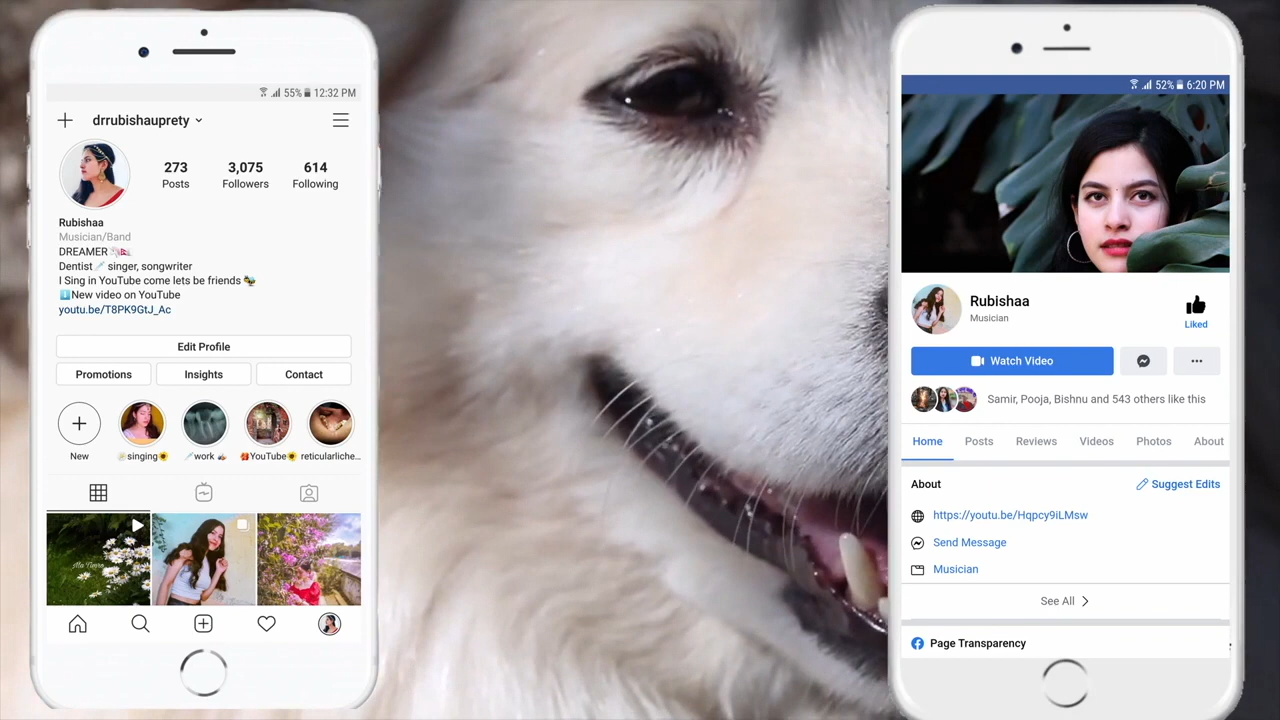 55% 12:32 PM
drrubishauprety
273 3,075 614
Posts Followers Following
Rubishaa
Musician/Band
DREAMER
Dentist singer, songwriter
I Sing in YouTube come lets be friends
New video on YouTube
youtu.be/T8PK9GtJ_Ac
Edit Profile
Promotions Insights Contact
New singing work YouTube reticularliche...
Ma Timro
52% 6:20 PM
Rubishaa
Musician
Liked
Watch Video
Samir, Pooja, Bishnu and 543 others like this
Home Posts Reviews Videos Photos About
About Suggest Edits
https://youtu.be/Hqpcy9iLMsw
Send Message
Musician
See All
Page Transparency